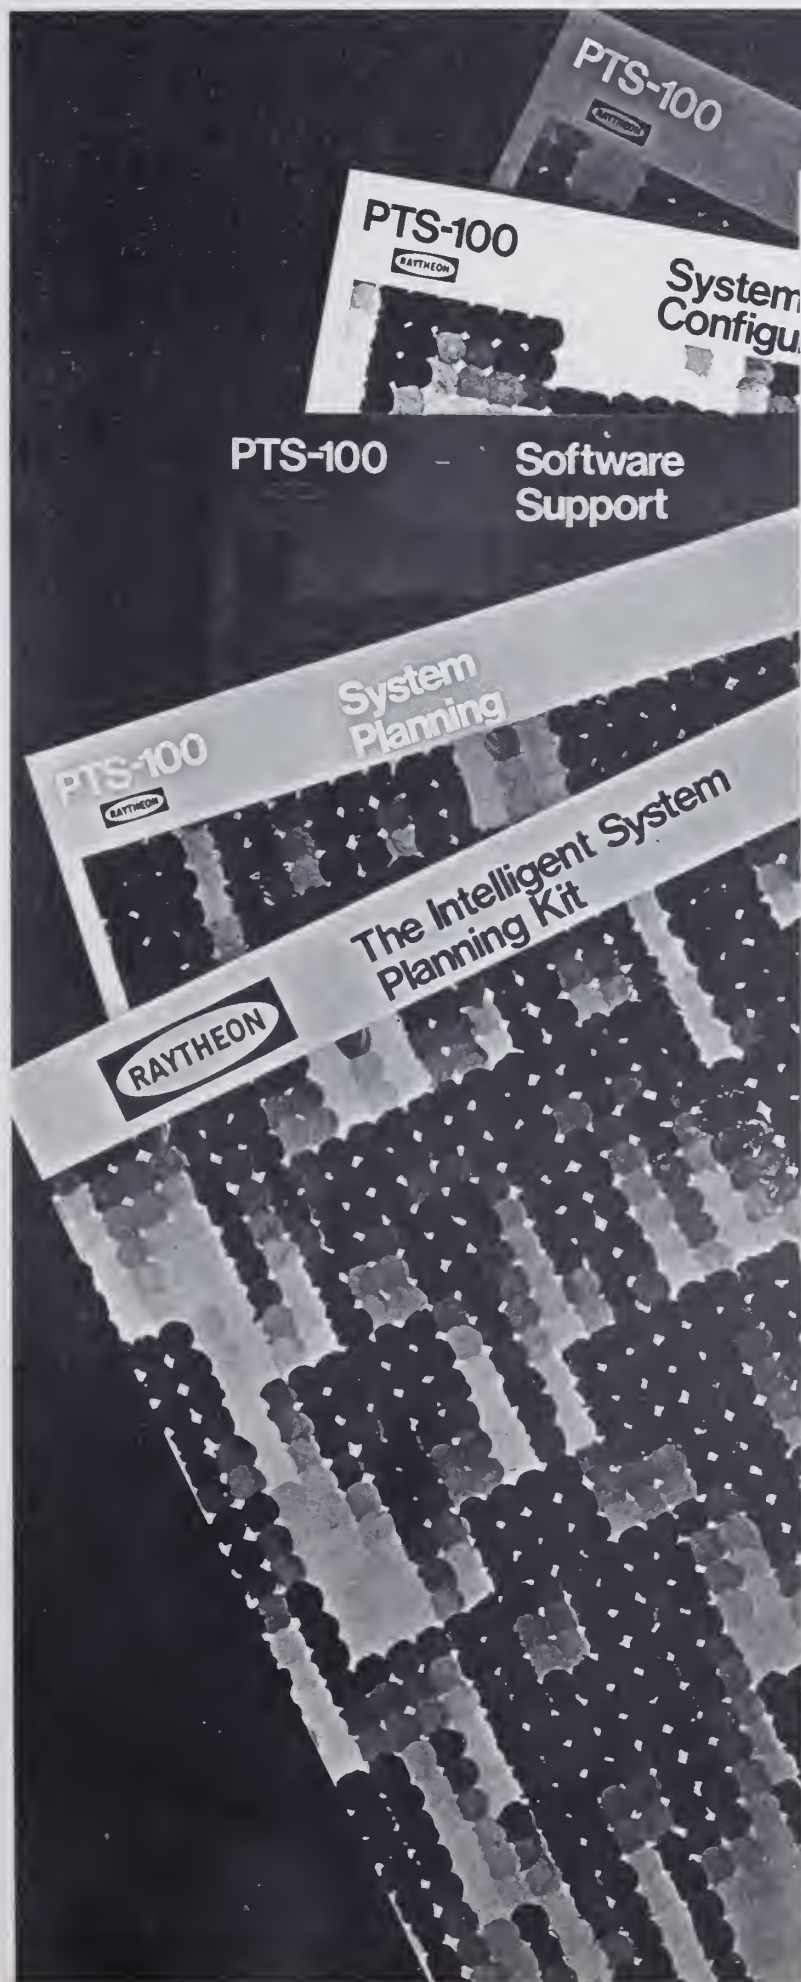 PTS-100
RAYTHEON
PTS-100
RAYTHEON
System
Configu
PTS-100
Software
Support
System
Planning
PTS-100
RAYTHEON
The Intelligent System
Planning Kit
RAYTHEON